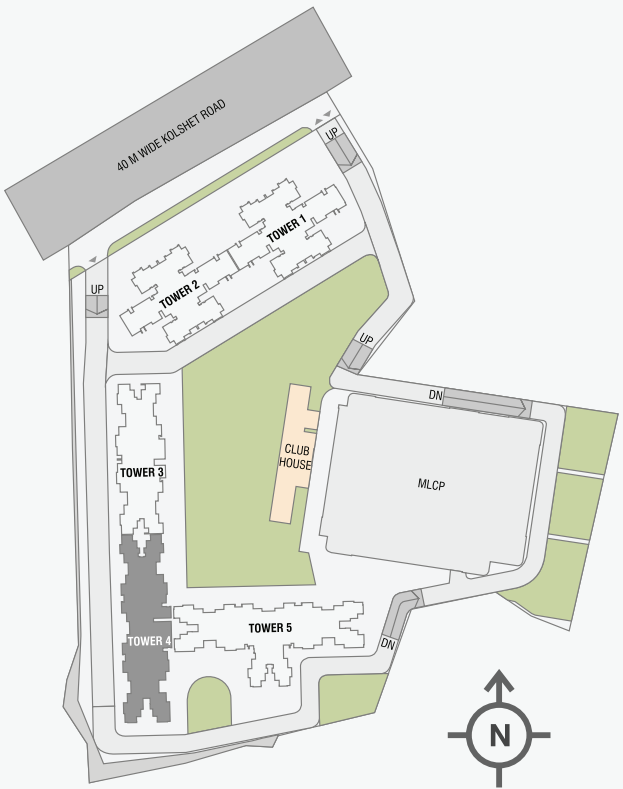 40 M WIDE KOLSHET ROAD
UP
TOWER 1
TOWER 2
UP
UP
DN
CLUB
HOUSE
MLCP
TOWER 3
TOWER 4
TOWER 5
DN
N